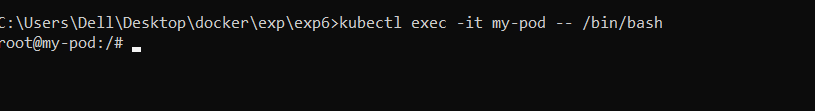 C:\Users\Dell\Desktop\docker\exp\exp6>kubectl exec -it my-pod -- /bin/bash
root@my-pod:/#